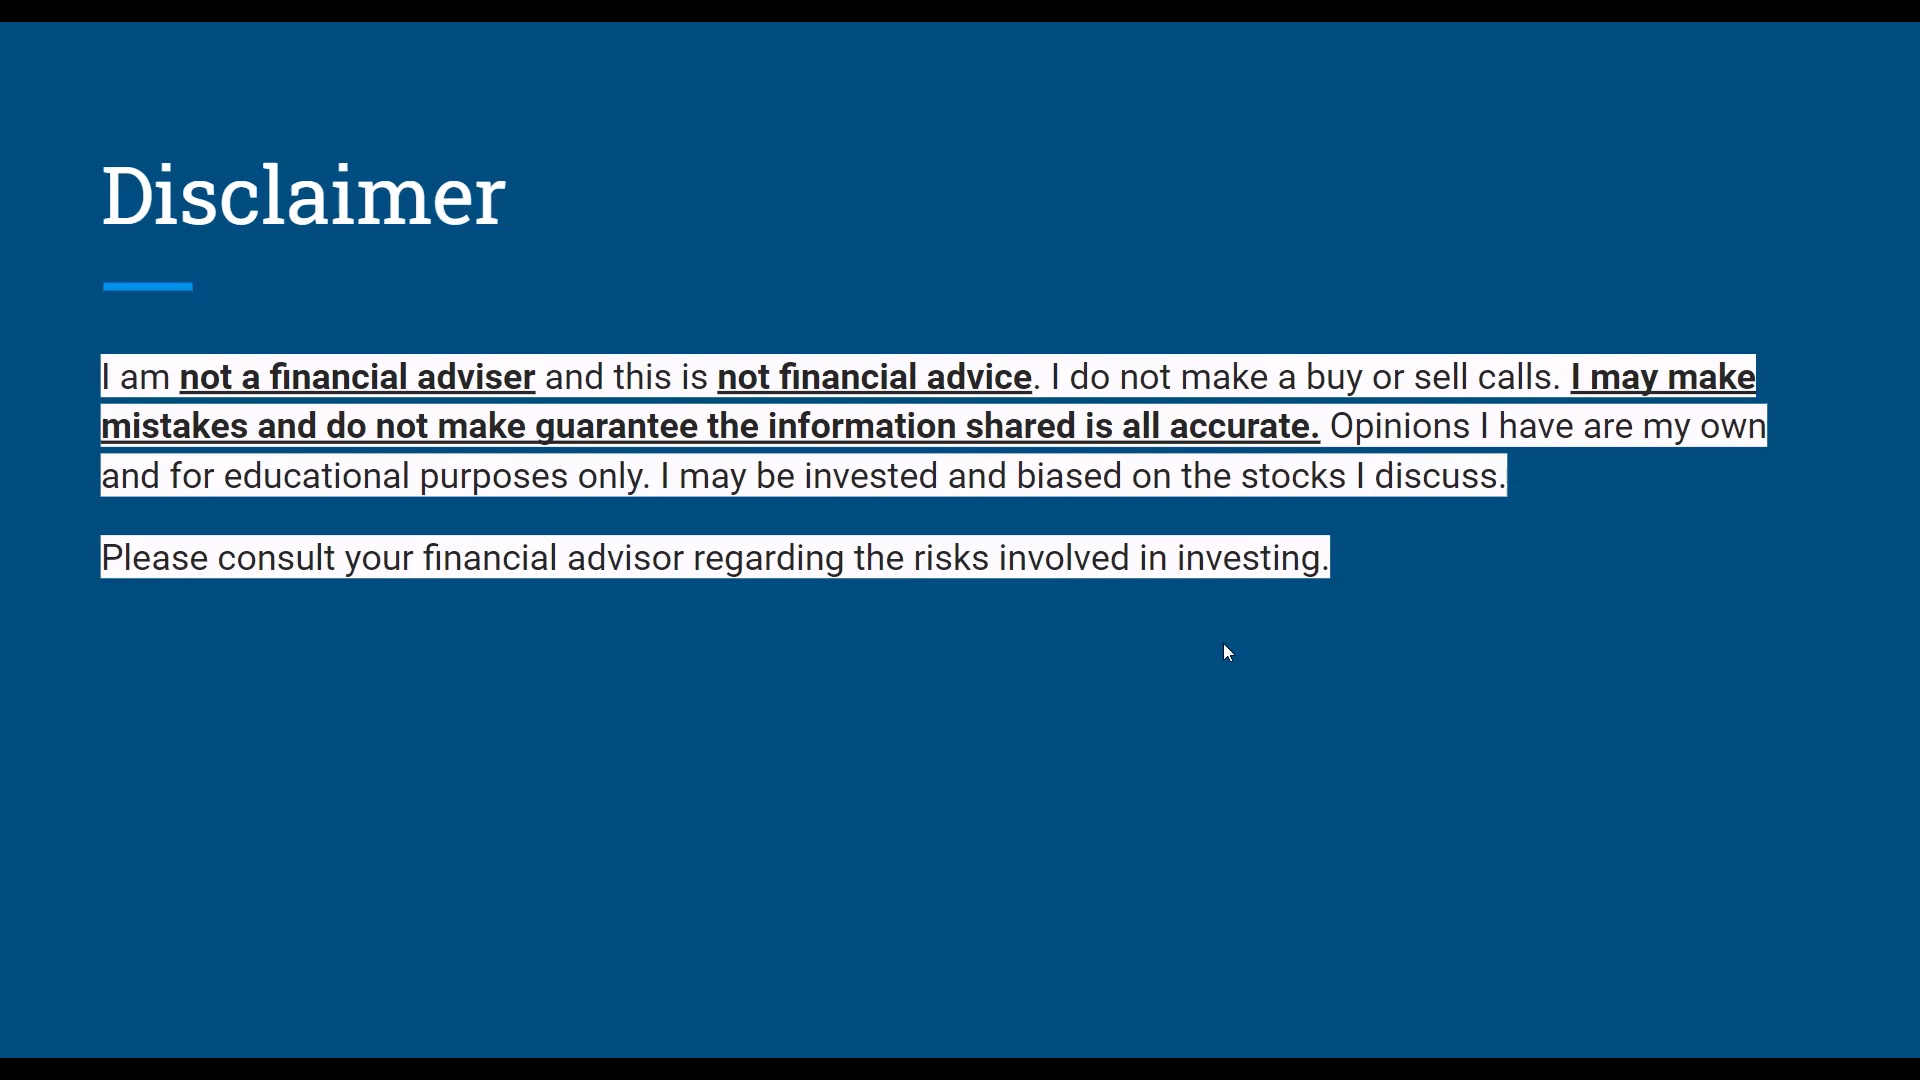 Disclaimer
I am not a financial adviser and this is not financial advice. I do not make a buy or sell calls. I may make
mistakes and do not make guarantee the information shared is all accurate. Opinions I have are my own
and for educational purposes only. I may be invested and biased on the stocks I discuss.
Please consult your financial advisor regarding the risks involved in investing.